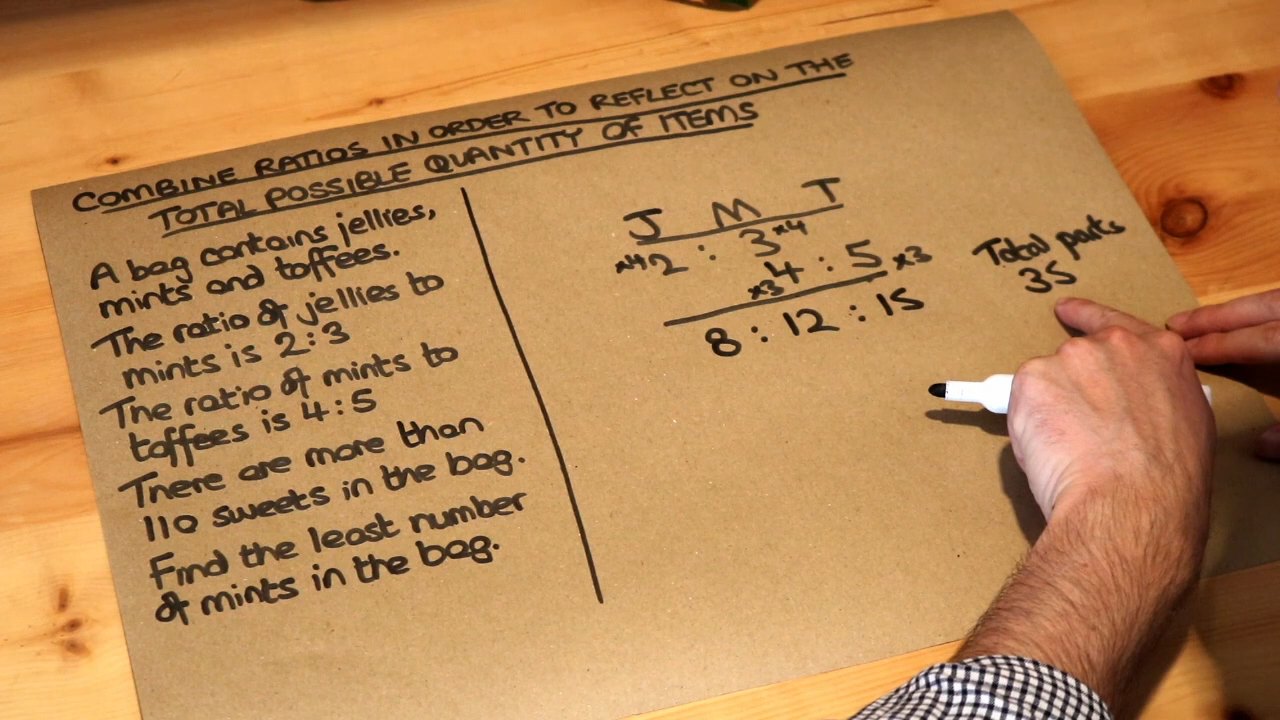 COMBINE RATIOS IN ORDER TO REFLECT ON THE
TOTAL POSSIBLE QUANTITY OF ITEMS
A bag contains jellies,
mints and toffees.
The ratio of jellies to
mints is 2:3
The ratio of mints to
toffees is 4:5
There are more than
110 sweets in the bag.
Find the least number
of mints in the bag.
J M T
x4 2 : 3 x4
x3 4 : 5 x3
8 : 12 : 15
Total parts
35